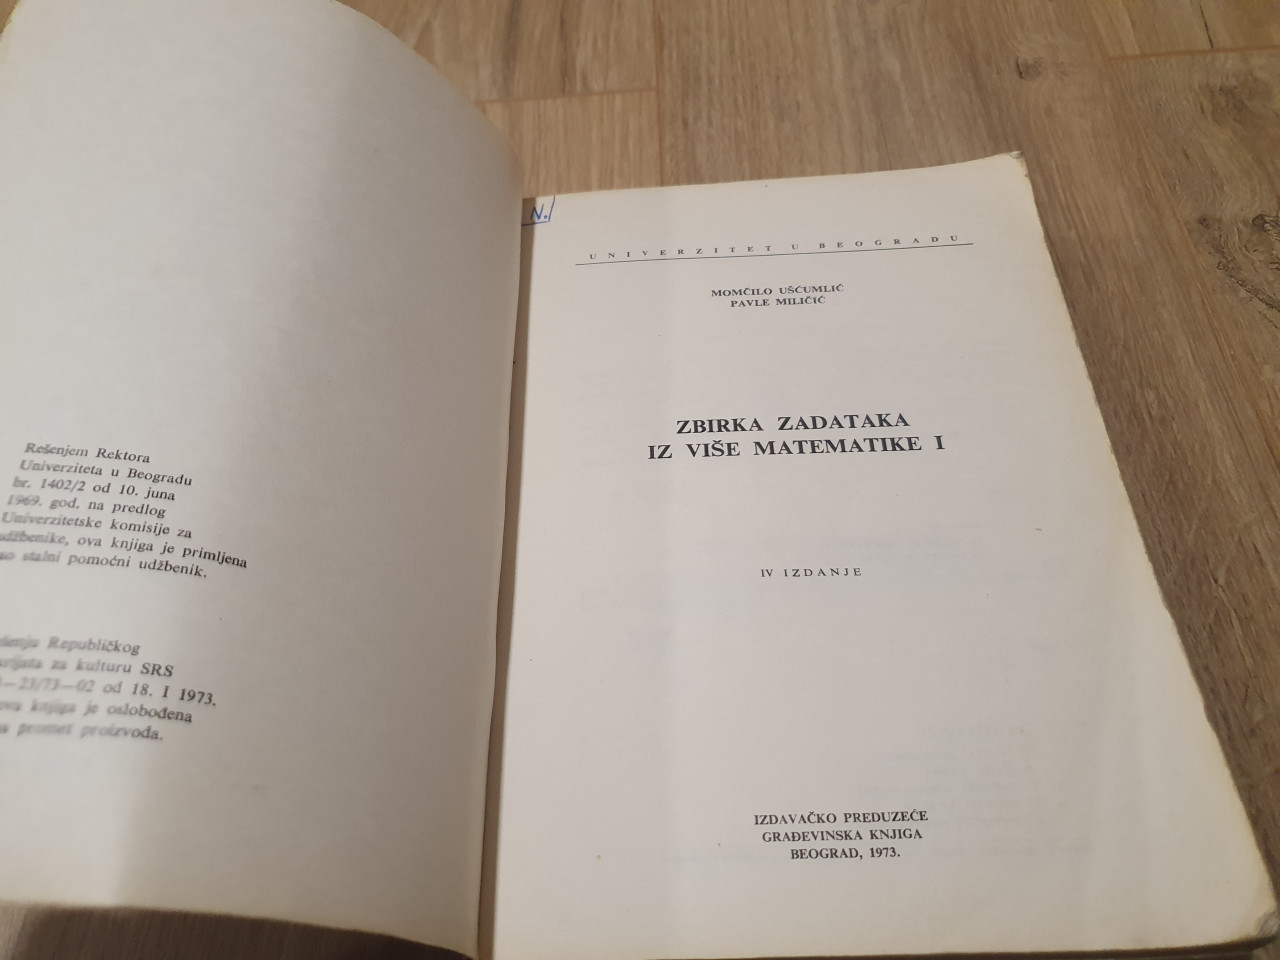 Rešenjem Rektora
Univerziteta u Beogradu
br. 1402/2 od 10. juna
1969. god. na predlog
Univerzitetske komisije za
udžbenike, ova knjiga je primljena
stalni pomoćni udžbenik.
Republičkog
za kulturu SRS
23/73—02 od 18. I 1973.
ova knjiga je oslobođena
promet proizvoda.
N.
UNIVERZITET U BEOGRADU
MOMČILO UŠĆUMLIĆ
PAVLE MILIČIĆ
ZBIRKA ZADATAKA
IZ VIŠE MATEMATIKE I
IV IZDANJE
IZDAVAČKO PREDUZEĆE
GRAĐEVINSKA KNJIGA
BEOGRAD, 1973.